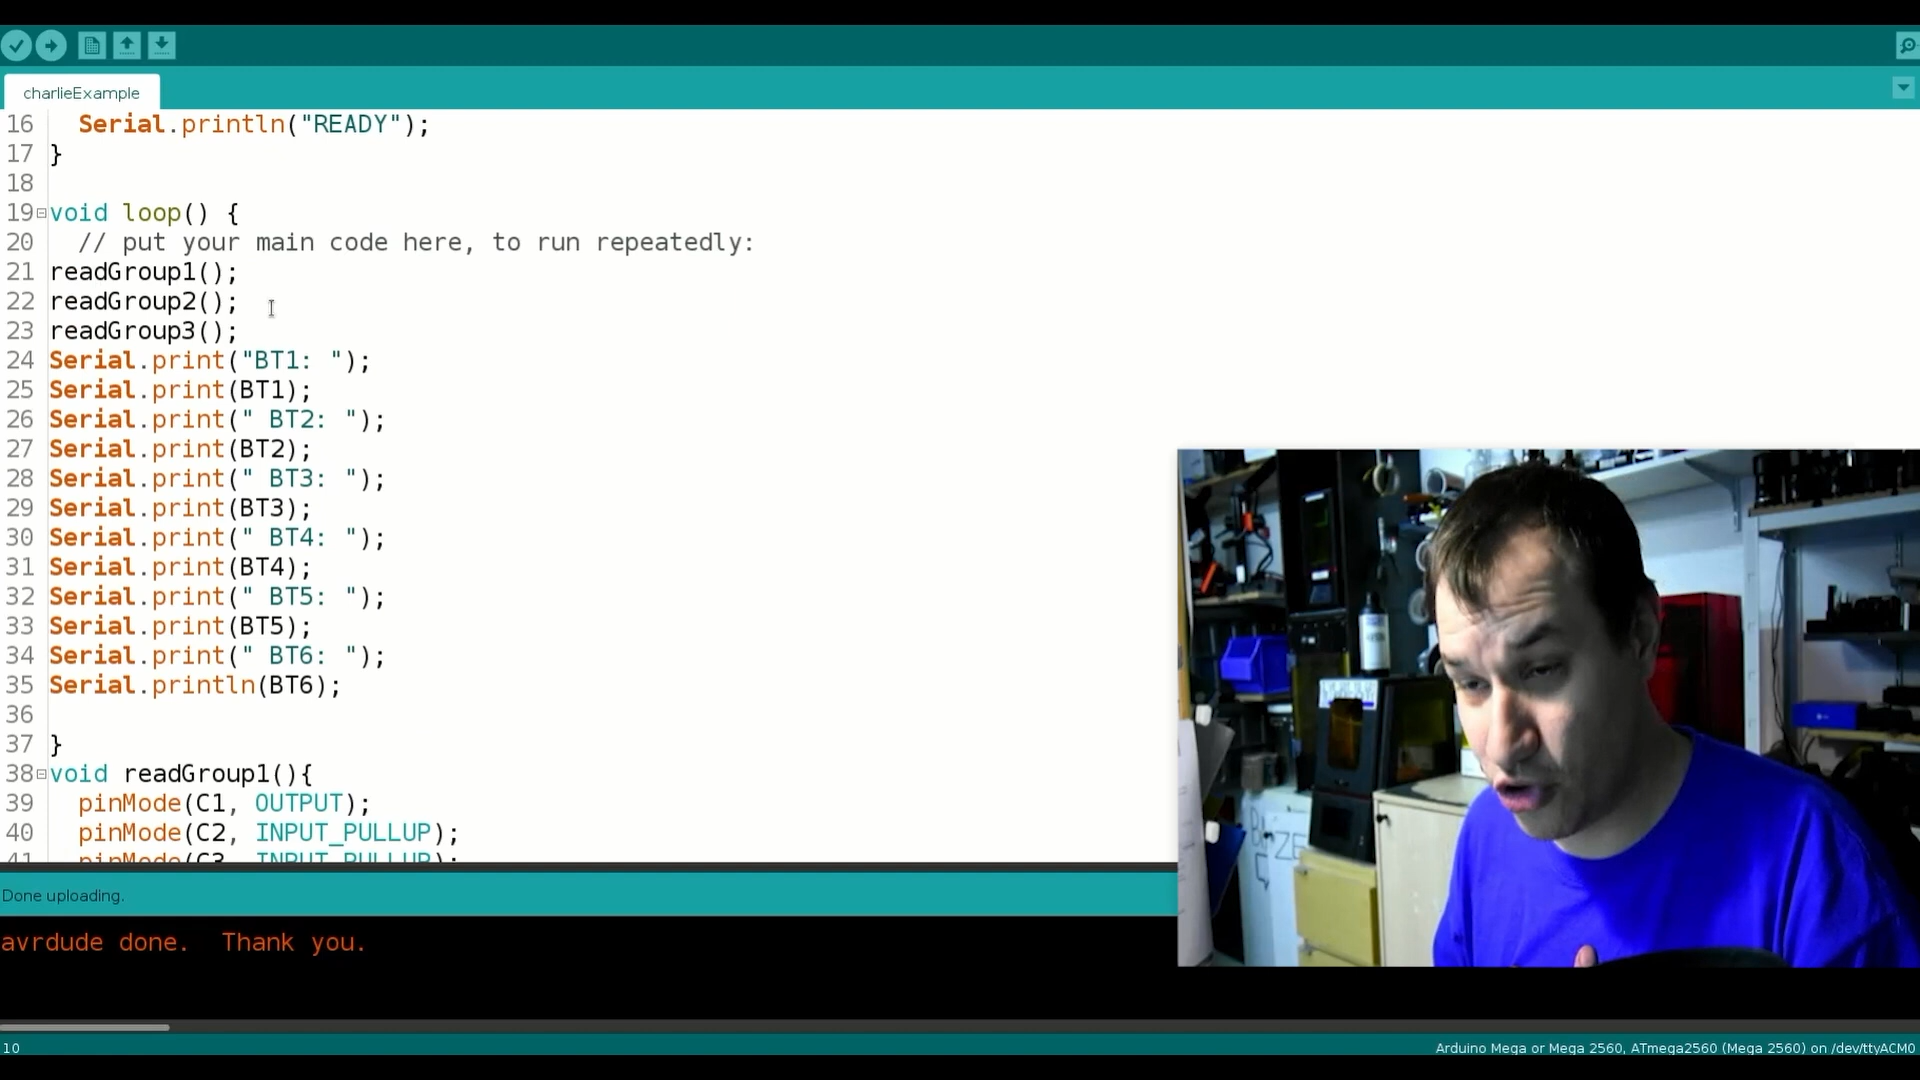 charlieExample
16 Serial.println("READY");
17 }
18
19 void loop() {
20 // put your main code here, to run repeatedly:
21 readGroup1();
22 readGroup2();
23 readGroup3();
24 Serial.print("BT1: ");
25 Serial.print(BT1);
26 Serial.print(" BT2: ");
27 Serial.print(BT2);
28 Serial.print(" BT3: ");
29 Serial.print(BT3);
30 Serial.print(" BT4: ");
31 Serial.print(BT4);
32 Serial.print(" BT5: ");
33 Serial.print(BT5);
34 Serial.print(" BT6: ");
35 Serial.println(BT6);
36
37 }
38 void readGroup1(){
39 pinMode(C1, OUTPUT);
40 pinMode(C2, INPUT_PULLUP);
41 pinMode(C3, INPUT_PULLUP);
Done uploading.
avrdude done. Thank you.
10
Arduino Mega or Mega 2560, ATmega2560 (Mega 2560) on /dev/ttyACM0